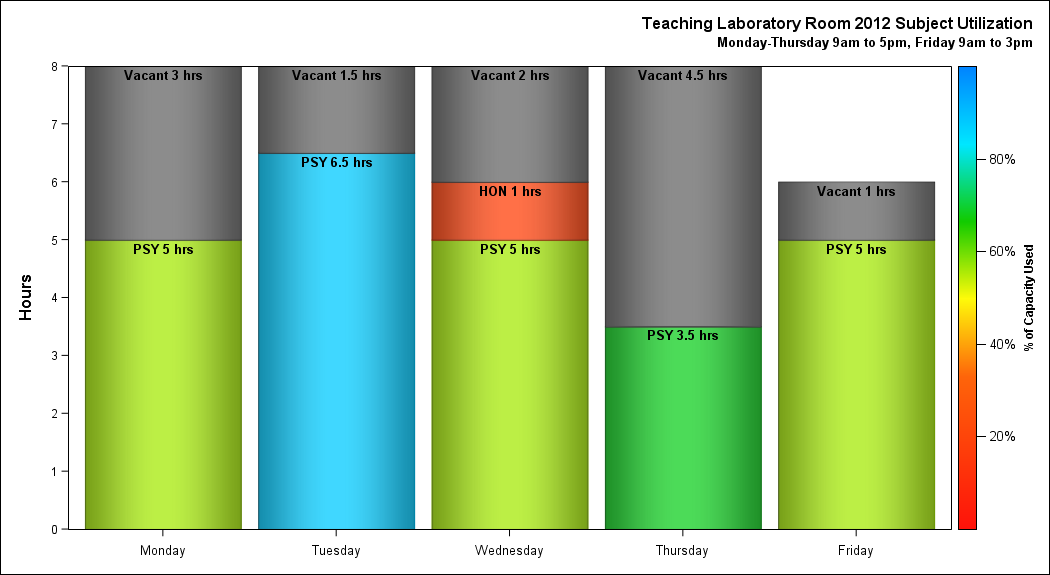 Teaching Laboratory Room 2012 Subject Utilization
Monday-Thursday 9am to 5pm, Friday 9am to 3pm
Hours
8
7
6
5
4
3
2
1
0
Vacant 3 hrs
PSY 5 hrs
Vacant 1.5 hrs
PSY 6.5 hrs
Vacant 2 hrs
HON 1 hrs
PSY 5 hrs
Vacant 4.5 hrs
PSY 3.5 hrs
Vacant 1 hrs
PSY 5 hrs
Monday
Tuesday
Wednesday
Thursday
Friday
80%
60%
40%
20%
% of Capacity Used